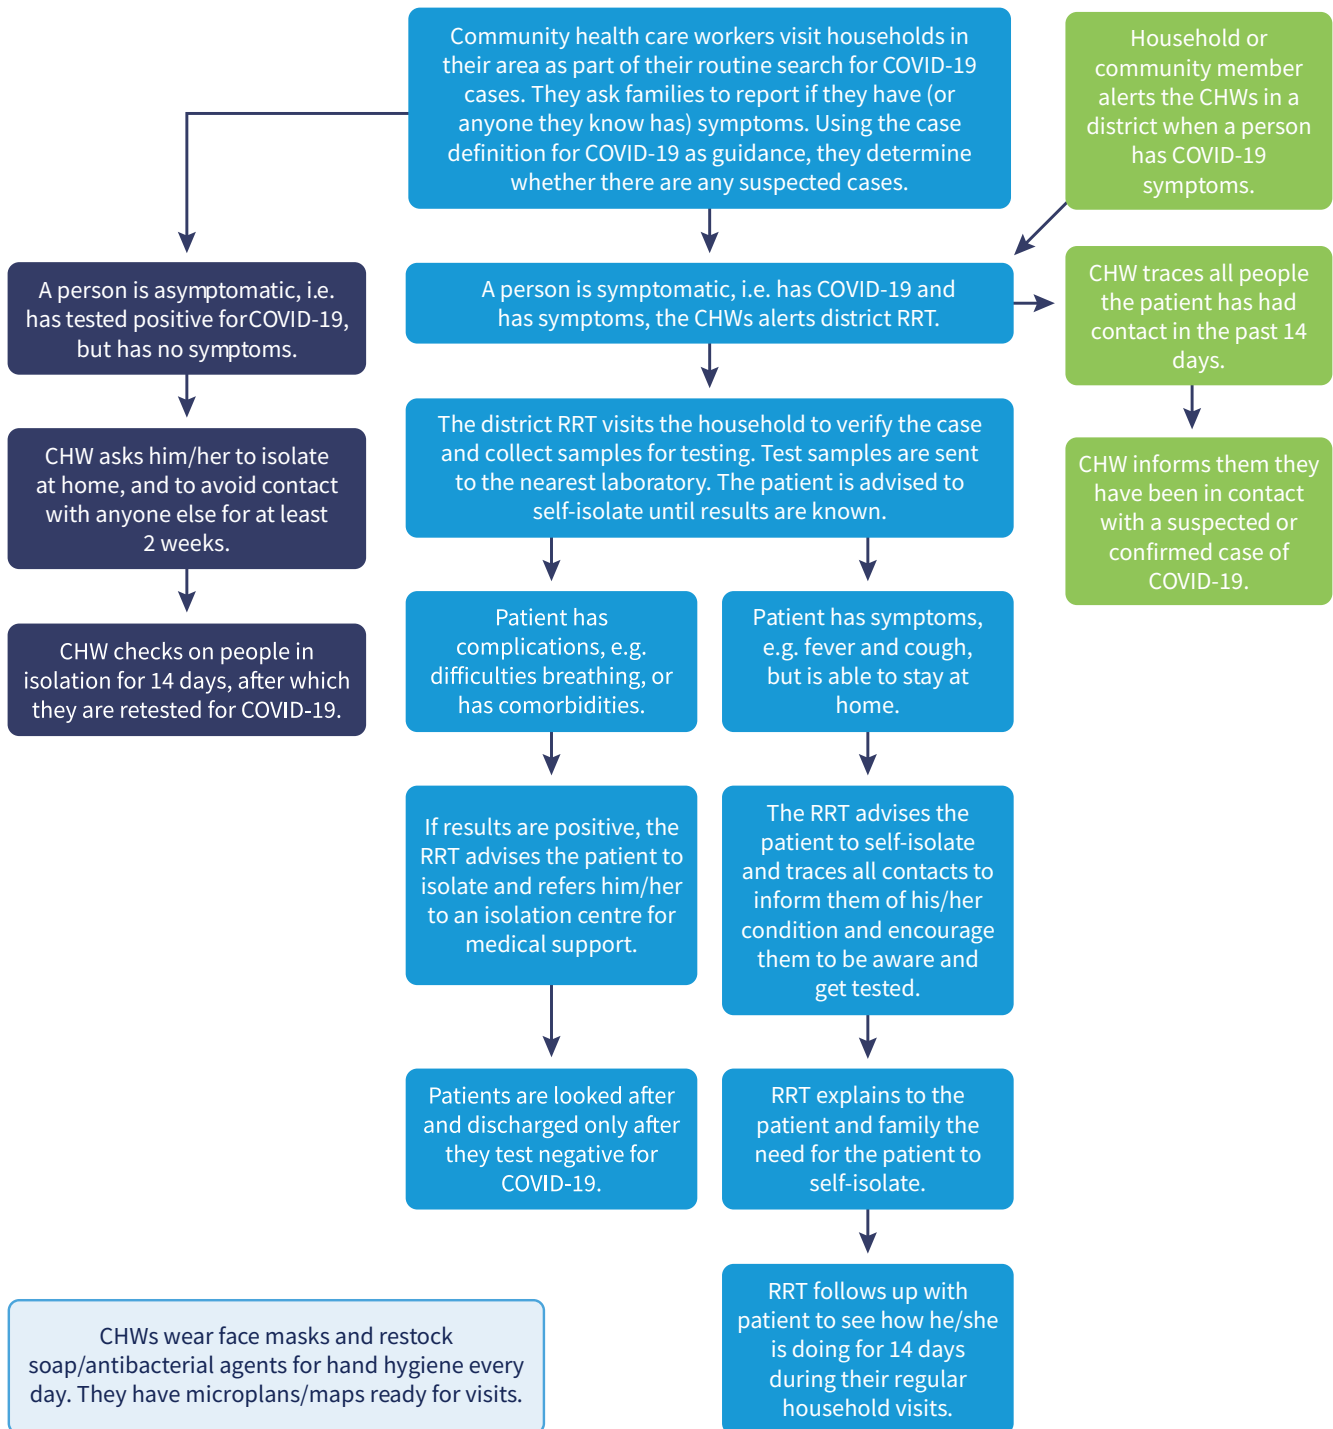 Community health care workers visit households in
their area as part of their routine search for COVID-19
cases. They ask families to report if they have (or
anyone they know has) symptoms. Using the case
definition for COVID-19 as guidance, they determine
whether there are any suspected cases.
Household or
community member
alerts the CHWs in a
district when a person
has COVID-19
symptoms.
A person is asymptomatic, i.e.
has tested positive forCOVID-19,
but has no symptoms.
A person is symptomatic, i.e. has COVID-19 and
has symptoms, the CHWs alerts district RRT.
CHW traces all people
the patient has had
contact in the past 14
days.
CHW asks him/her to isolate
at home, and to avoid contact
with anyone else for at least
2 weeks.
The district RRT visits the household to verify the case
and collect samples for testing. Test samples are sent
to the nearest laboratory. The patient is advised to
self-isolate until results are known.
CHW informs them they
have been in contact
with a suspected or
confirmed case of
COVID-19.
CHW checks on people in
isolation for 14 days, after which
they are retested for COVID-19.
Patient has
complications, e.g.
difficulties breathing, or
has comorbidities.
Patient has symptoms,
e.g. fever and cough,
but is able to stay at
home.
If results are positive, the
RRT advises the patient to
isolate and refers him/her
to an isolation centre for
medical support.
The RRT advises the
patient to self-isolate
and traces all contacts to
inform them of his/her
condition and encourage
them to be aware and
get tested.
Patients are looked after
and discharged only after
they test negative for
COVID-19.
RRT explains to the
patient and family the
need for the patient to
self-isolate.
RRT follows up with
patient to see how he/she
is doing for 14 days
during their regular
household visits.
CHWs wear face masks and restock
soap/antibacterial agents for hand hygiene every
day. They have microplans/maps ready for visits.